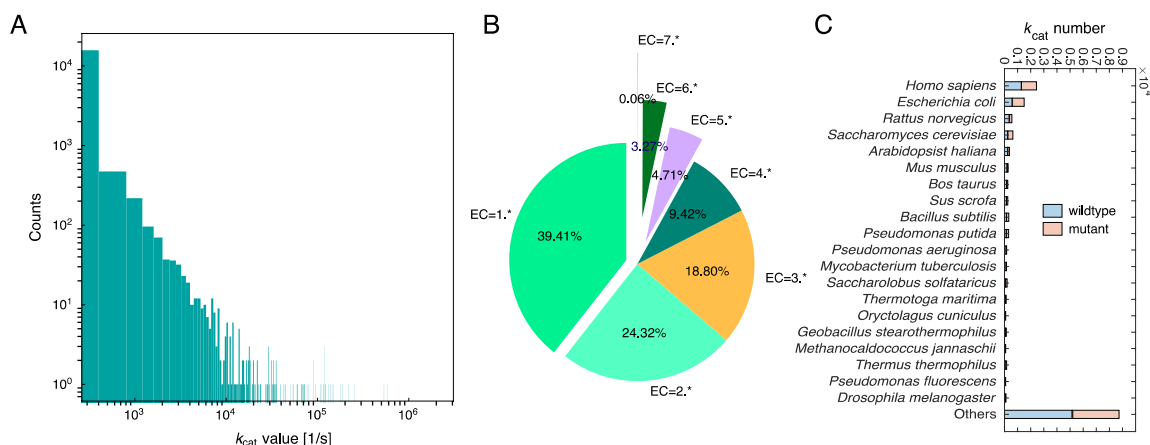 A
10⁴
10³
10²
10¹
10⁰
Counts
10³
10⁴
10⁵
10⁶
kcat value [1/s]
B
EC=7.*
0.06%
EC=6.*
3.27%
EC=5.*
4.71%
EC=4.*
9.42%
EC=1.*
39.41%
18.80%
EC=3.*
24.32%
EC=2.*
C
kcat number
0 0.1 0.2 0.3 0.4 0.5 0.6 0.7 0.8 0.9
×10⁴
Homo sapiens
Escherichia coli
Rattus norvegicus
Saccharomyces cerevisiae
Arabidopsist haliana
Mus musculus
Bos taurus
Sus scrofa
Bacillus subtilis
Pseudomonas putida
Pseudomonas aeruginosa
Mycobacterium tuberculosis
Saccharolobus solfataricus
Thermotoga maritima
Oryctolagus cuniculus
Geobacillus stearothermophilus
Methanocaldococcus jannaschii
Thermus thermophilus
Pseudomonas fluorescens
Drosophila melanogaster
Others
wildtype
mutant